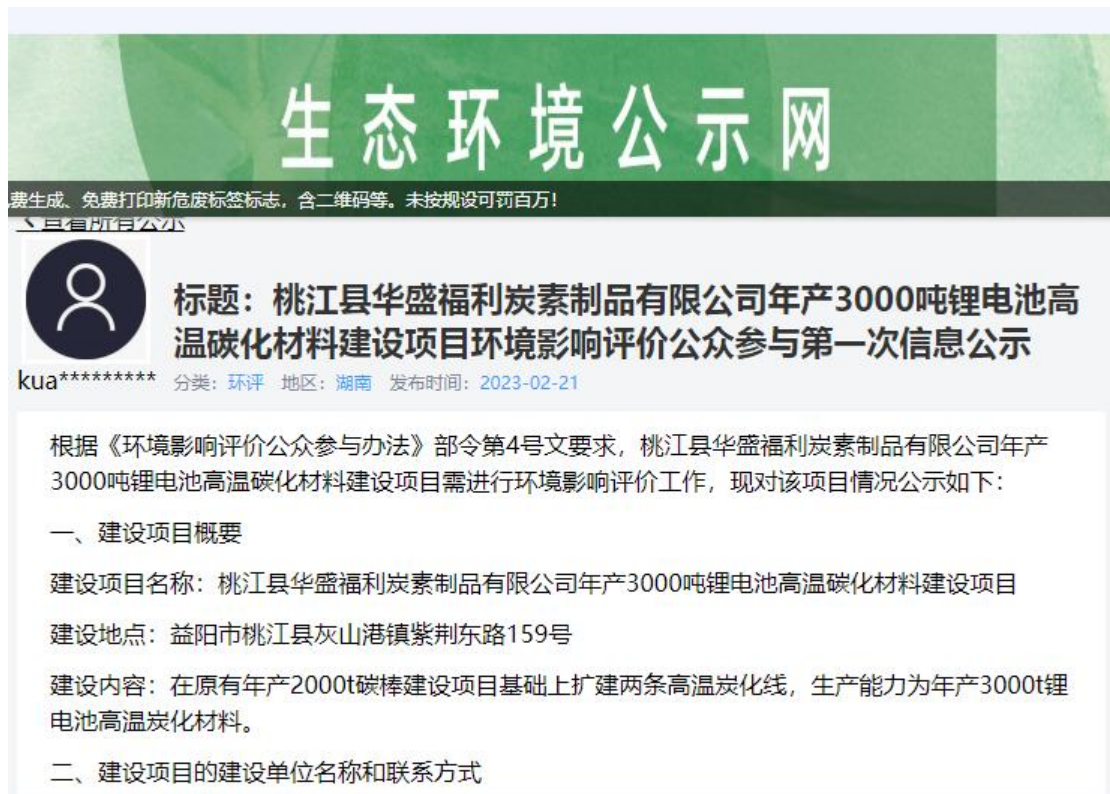 生态环境公示网
费生成、免费打印新危废标签标志，含二维码等。未按规设可罚百万！
查看所有公示
标题：桃江县华盛福利炭素制品有限公司年产3000吨锂电池高
温碳化材料建设项目环境影响评价公众参与第一次信息公示
kua********* 分类：环评 地区：湖南 发布时间：2023-02-21
根据《环境影响评价公众参与办法》部令第4号文要求，桃江县华盛福利炭素制品有限公司年产
3000吨锂电池高温碳化材料建设项目需进行环境影响评价工作，现对该项目情况公示如下：
一、建设项目概要
建设项目名称：桃江县华盛福利炭素制品有限公司年产3000吨锂电池高温碳化材料建设项目
建设地点：益阳市桃江县灰山港镇紫荆东路159号
建设内容：在原有年产2000t碳棒建设项目基础上扩建两条高温炭化线，生产能力为年产3000t锂
电池高温炭化材料。
二、建设项目的建设单位名称和联系方式